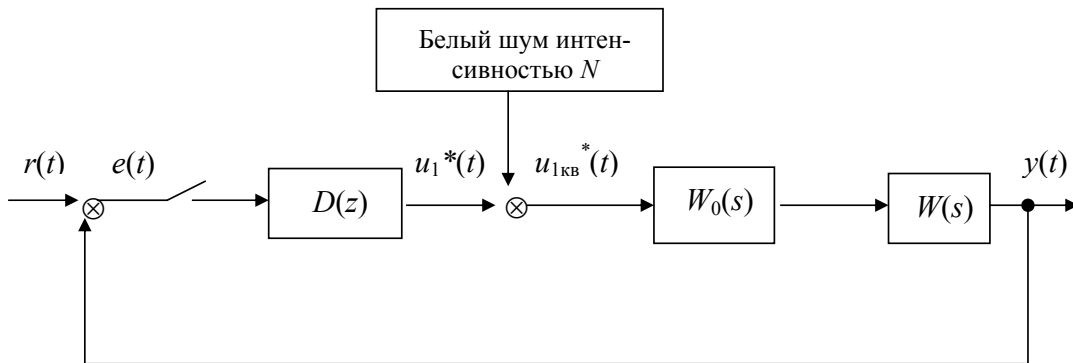 Белый шум интен-
сивностью N
r(t) e(t) u₁*(t) u₁кв*(t) y(t)
D(z) W₀(s) W(s)